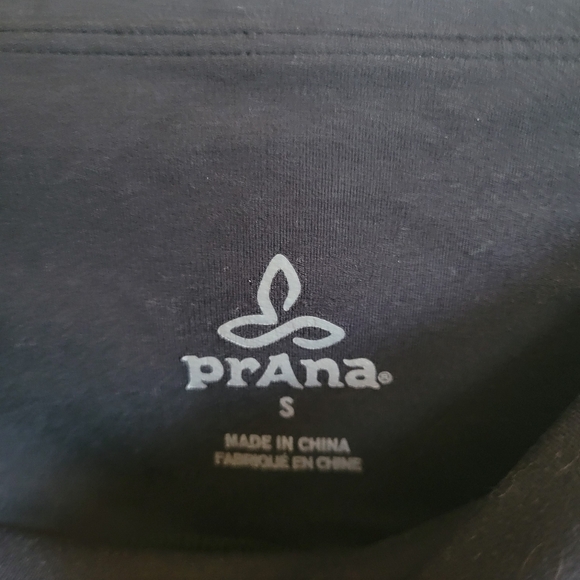 prAna®
S
MADE IN CHINA
FABRIQUÉ EN CHINE